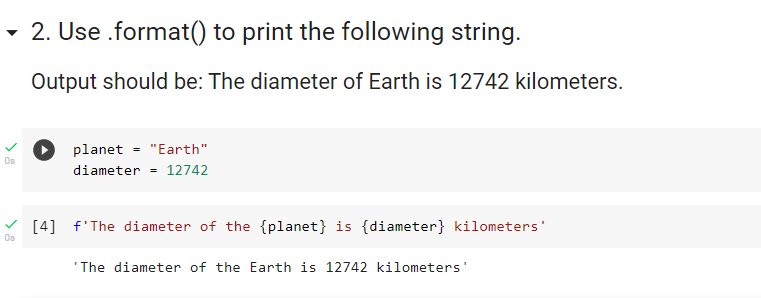 2. Use .format() to print the following string.
Output should be: The diameter of Earth is 12742 kilometers.
0s
planet = "Earth"
diameter = 12742
0s
[4] f'The diameter of the {planet} is {diameter} kilometers'
'The diameter of the Earth is 12742 kilometers'